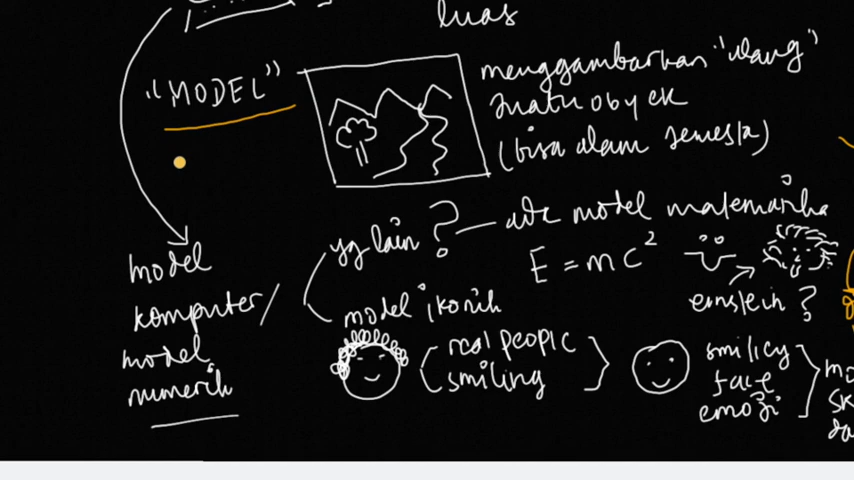 luas
"MODEL"
menggambarkan "ulang"
suatu obyek
(bisa alam semesta)
yg lain? — ada model matematika
E = mc²
einstein?
model
komputer/
model
numerik
model ikonik
real people
smiling
smiley
face
emoji